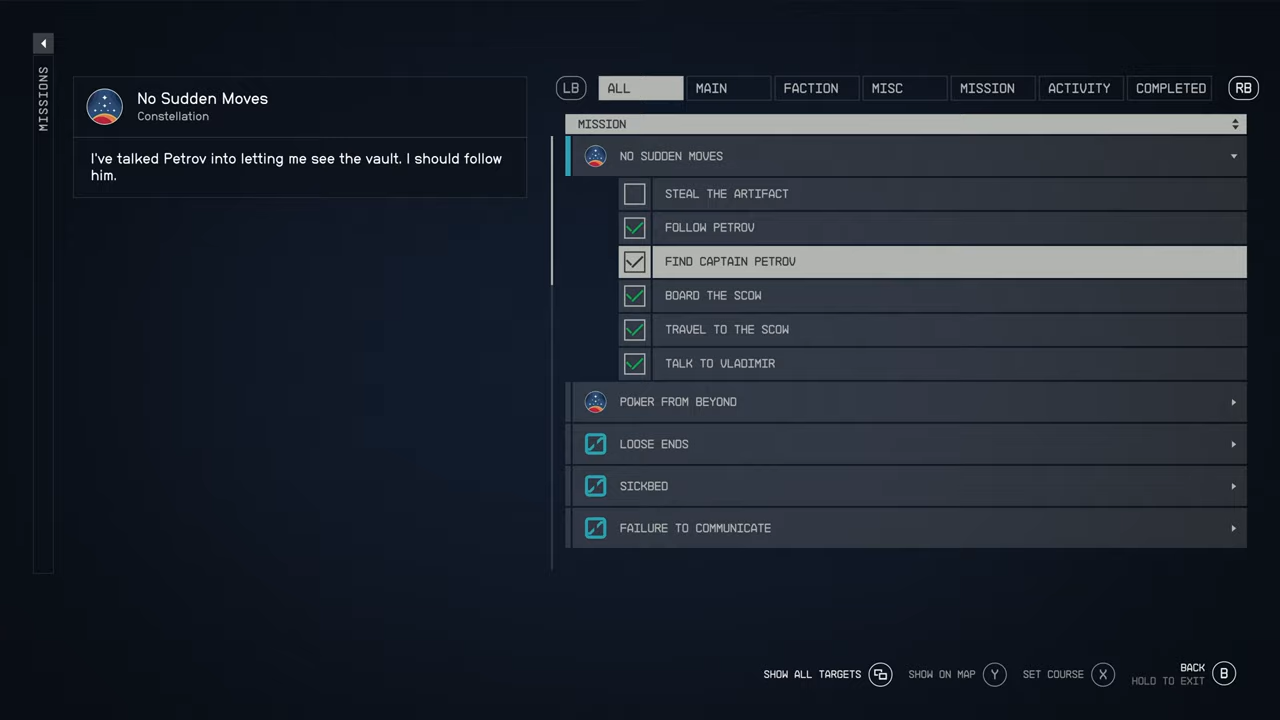 MISSIONS
No Sudden Moves
Constellation
I've talked Petrov into letting me see the vault. I should follow
him.
LB
ALL
MAIN
FACTION
MISC
MISSION
ACTIVITY
COMPLETED
RB
MISSION
NO SUDDEN MOVES
STEAL THE ARTIFACT
FOLLOW PETROV
FIND CAPTAIN PETROV
BOARD THE SCOW
TRAVEL TO THE SCOW
TALK TO VLADIMIR
POWER FROM BEYOND
LOOSE ENDS
SICKBED
FAILURE TO COMMUNICATE
SHOW ALL TARGETS
SHOW ON MAP Y
SET COURSE X
BACK B
HOLD TO EXIT